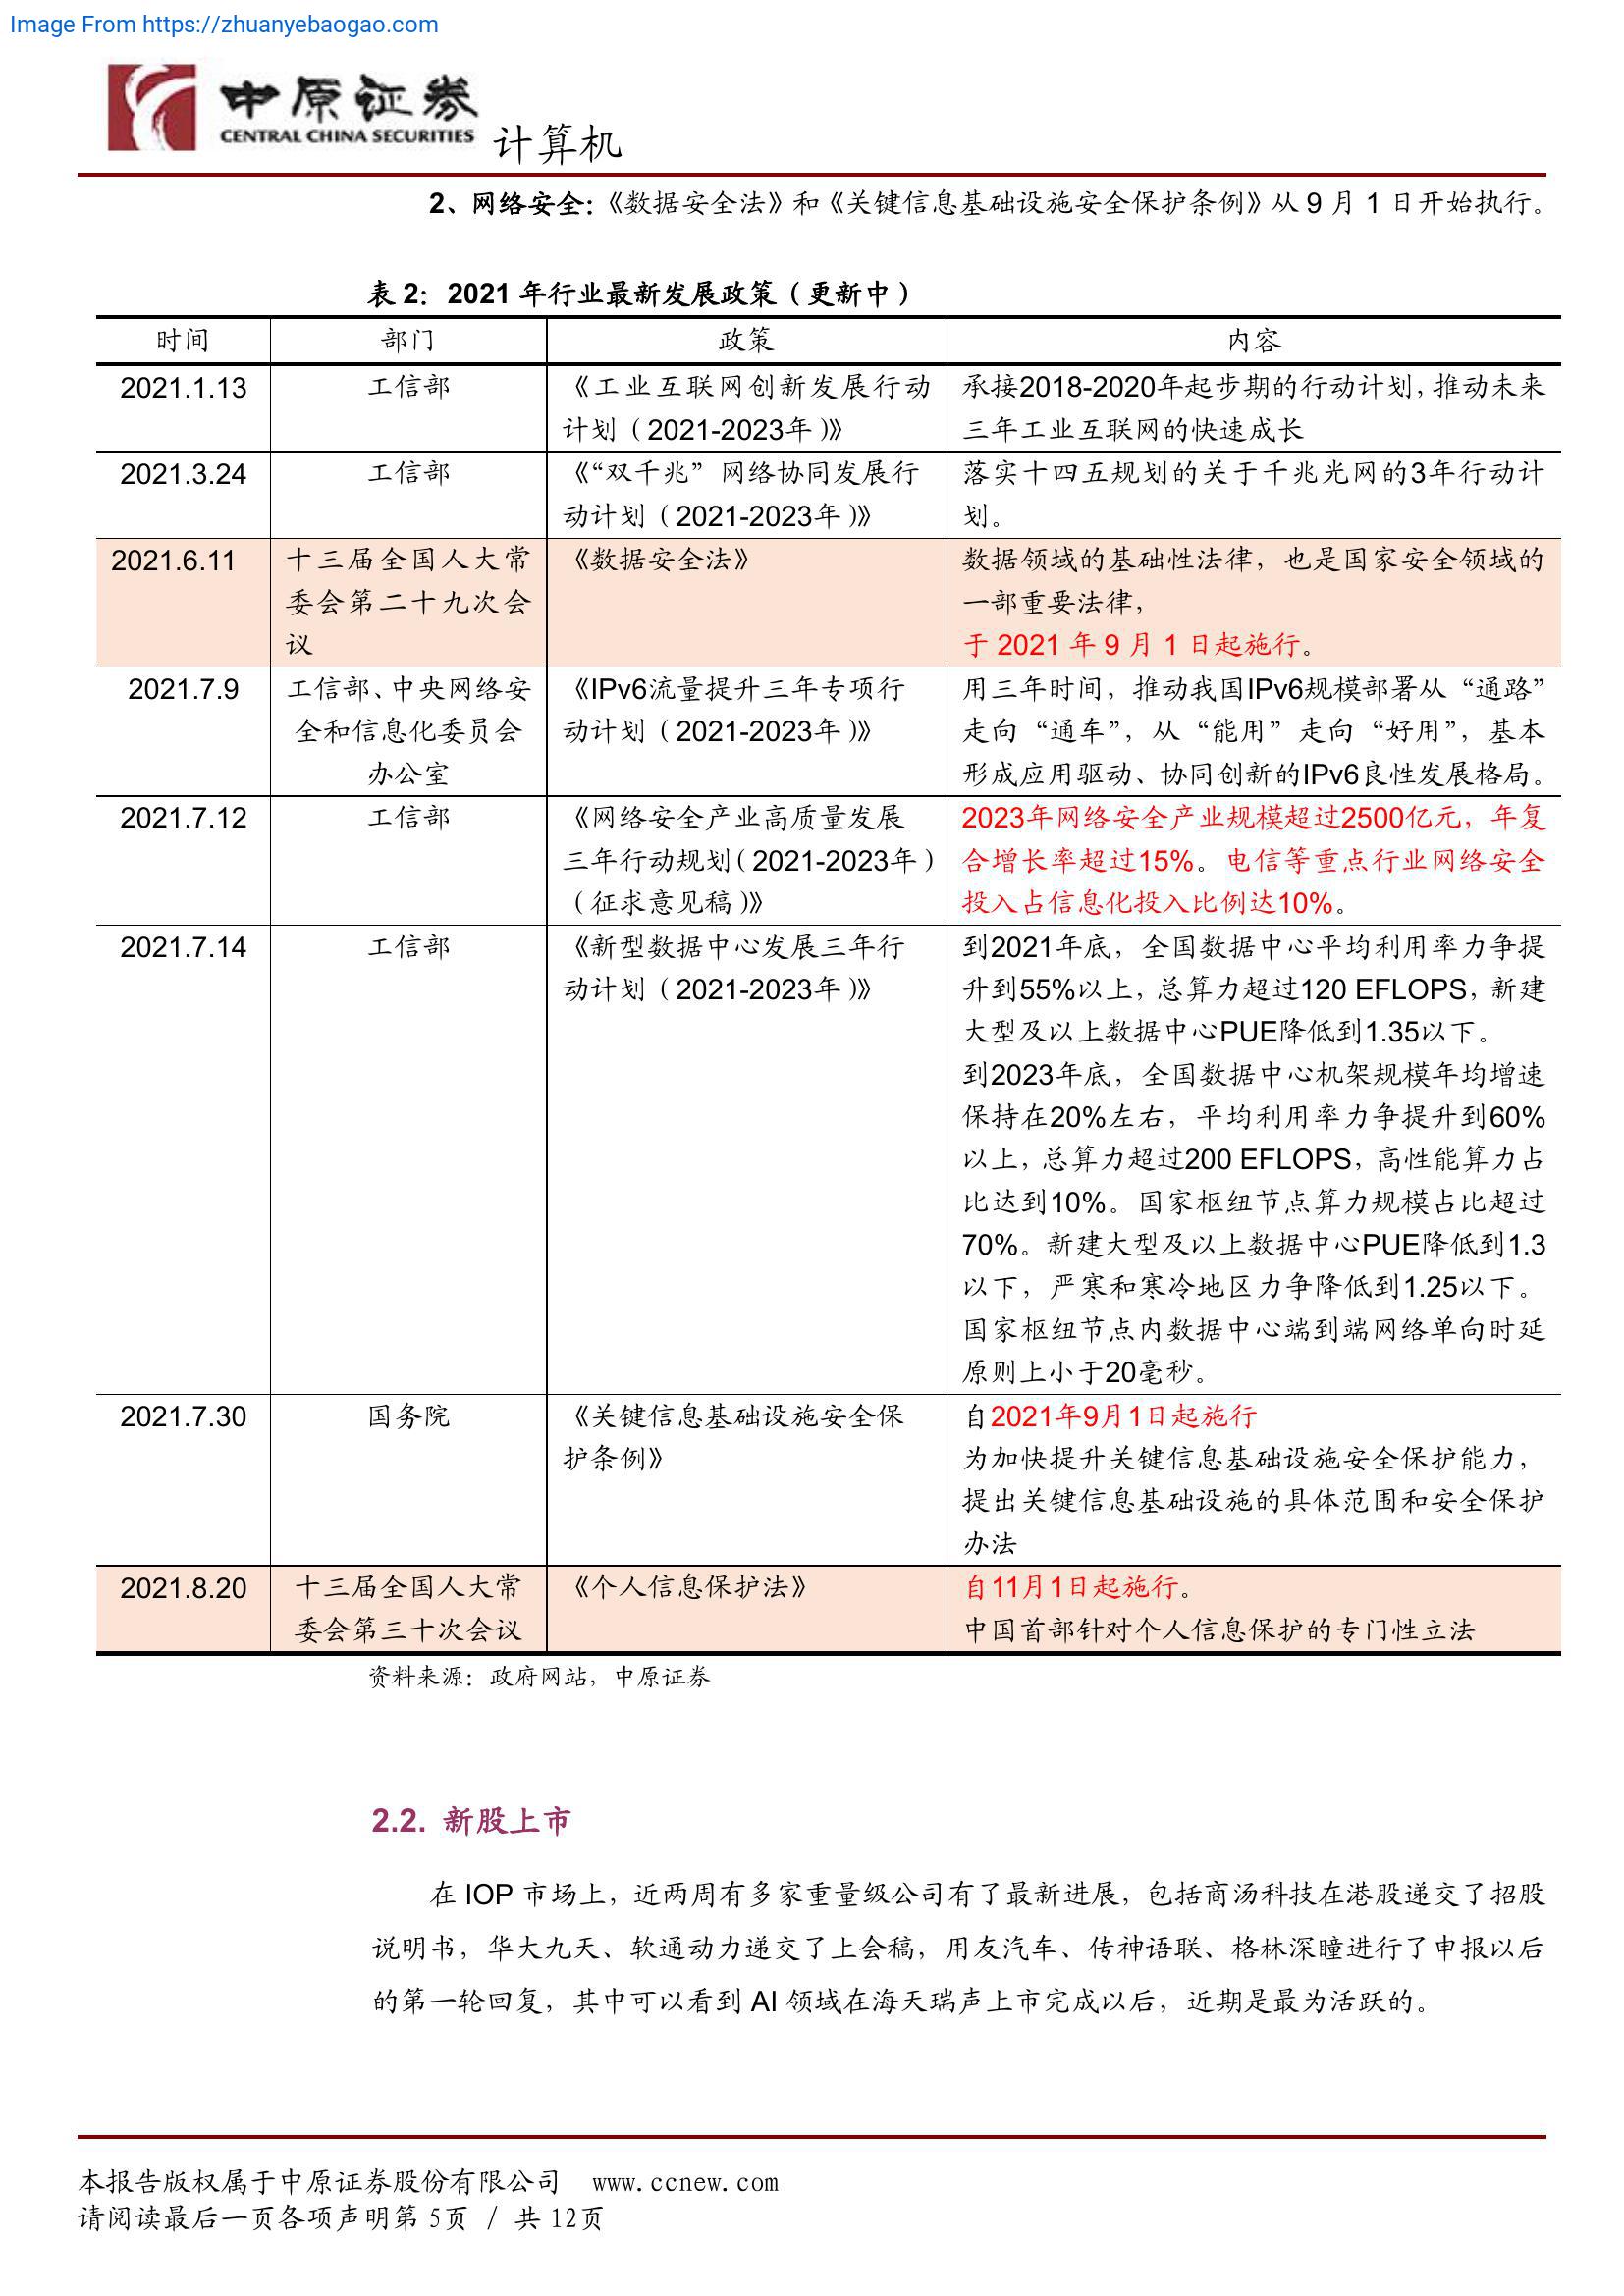 Image From https://zhuanyebaogao.com
中原证券
CENTRAL CHINA SECURITIES
计算机
2、网络安全：《数据安全法》和《关键信息基础设施安全保护条例》从 9 月 1 日开始执行。
表 2：2021 年行业最新发展政策（更新中）
时间 部门 政策 内容
2021.1.13 工信部 《工业互联网创新发展行动 承接2018-2020年起步期的行动计划，推动未来
计划（2021-2023年）》 三年工业互联网的快速成长
2021.3.24 工信部 《“双千兆”网络协同发展行 落实十四五规划的关于千兆光网的3年行动计
动计划（2021-2023年）》 划。
2021.6.11 十三届全国人大常 《数据安全法》 数据领域的基础性法律，也是国家安全领域的
委会第二十九次会 一部重要法律，
议 于 2021 年 9 月 1 日起施行。
2021.7.9 工信部、中央网络安 《IPv6流量提升三年专项行 用三年时间，推动我国IPv6规模部署从“通路”
全和信息化委员会 动计划（2021-2023年）》 走向“通车”，从“能用”走向“好用”，基本
办公室 形成应用驱动、协同创新的IPv6良性发展格局。
2021.7.12 工信部 《网络安全产业高质量发展 2023年网络安全产业规模超过2500亿元，年复
三年行动规划（2021-2023年） 合增长率超过15%。电信等重点行业网络安全
（征求意见稿）》 投入占信息化投入比例达10%。
2021.7.14 工信部 《新型数据中心发展三年行 到2021年底，全国数据中心平均利用率力争提
动计划（2021-2023年）》 升到55%以上，总算力超过120 EFLOPS，新建
大型及以上数据中心PUE降低到1.35以下。
到2023年底，全国数据中心机架规模年均增速
保持在20%左右，平均利用率力争提升到60%
以上，总算力超过200 EFLOPS，高性能算力占
比达到10%。国家枢纽节点算力规模占比超过
70%。新建大型及以上数据中心PUE降低到1.3
以下，严寒和寒冷地区力争降低到1.25以下。
国家枢纽节点内数据中心端到端网络单向时延
原则上小于20毫秒。
2021.7.30 国务院 《关键信息基础设施安全保 自2021年9月1日起施行
护条例》 为加快提升关键信息基础设施安全保护能力，
提出关键信息基础设施的具体范围和安全保护
办法
2021.8.20 十三届全国人大常 《个人信息保护法》 自11月1日起施行。
委会第三十次会议 中国首部针对个人信息保护的专门性立法
资料来源：政府网站，中原证券
2.2. 新股上市
在 IOP 市场上，近两周有多家重量级公司有了最新进展，包括商汤科技在港股递交了招股
说明书，华大九天、软通动力递交了上会稿，用友汽车、传神语联、格林深瞳进行了申报以后
的第一轮回复，其中可以看到 AI 领域在海天瑞声上市完成以后，近期是最为活跃的。
本报告版权属于中原证券股份有限公司 www.ccnew.com
请阅读最后一页各项声明第 5页 / 共 12页